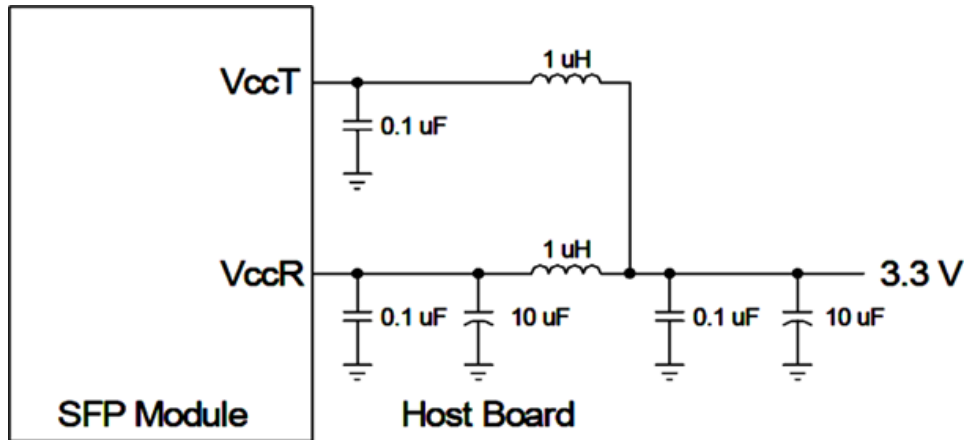 VccT
1 uH
0.1 uF
VccR
1 uH
3.3 V
0.1 uF
10 uF
0.1 uF
10 uF
SFP Module
Host Board